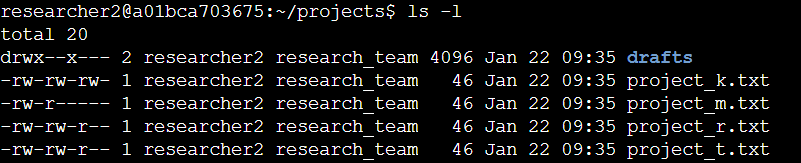 researcher2@a01bca703675:~/projects$ ls -l
total 20
drwx--x--- 2 researcher2 research_team 4096 Jan 22 09:35 drafts
-rw-rw-rw- 1 researcher2 research_team   46 Jan 22 09:35 project_k.txt
-rw-r----- 1 researcher2 research_team   46 Jan 22 09:35 project_m.txt
-rw-rw-r-- 1 researcher2 research_team   46 Jan 22 09:35 project_r.txt
-rw-rw-r-- 1 researcher2 research_team   46 Jan 22 09:35 project_t.txt